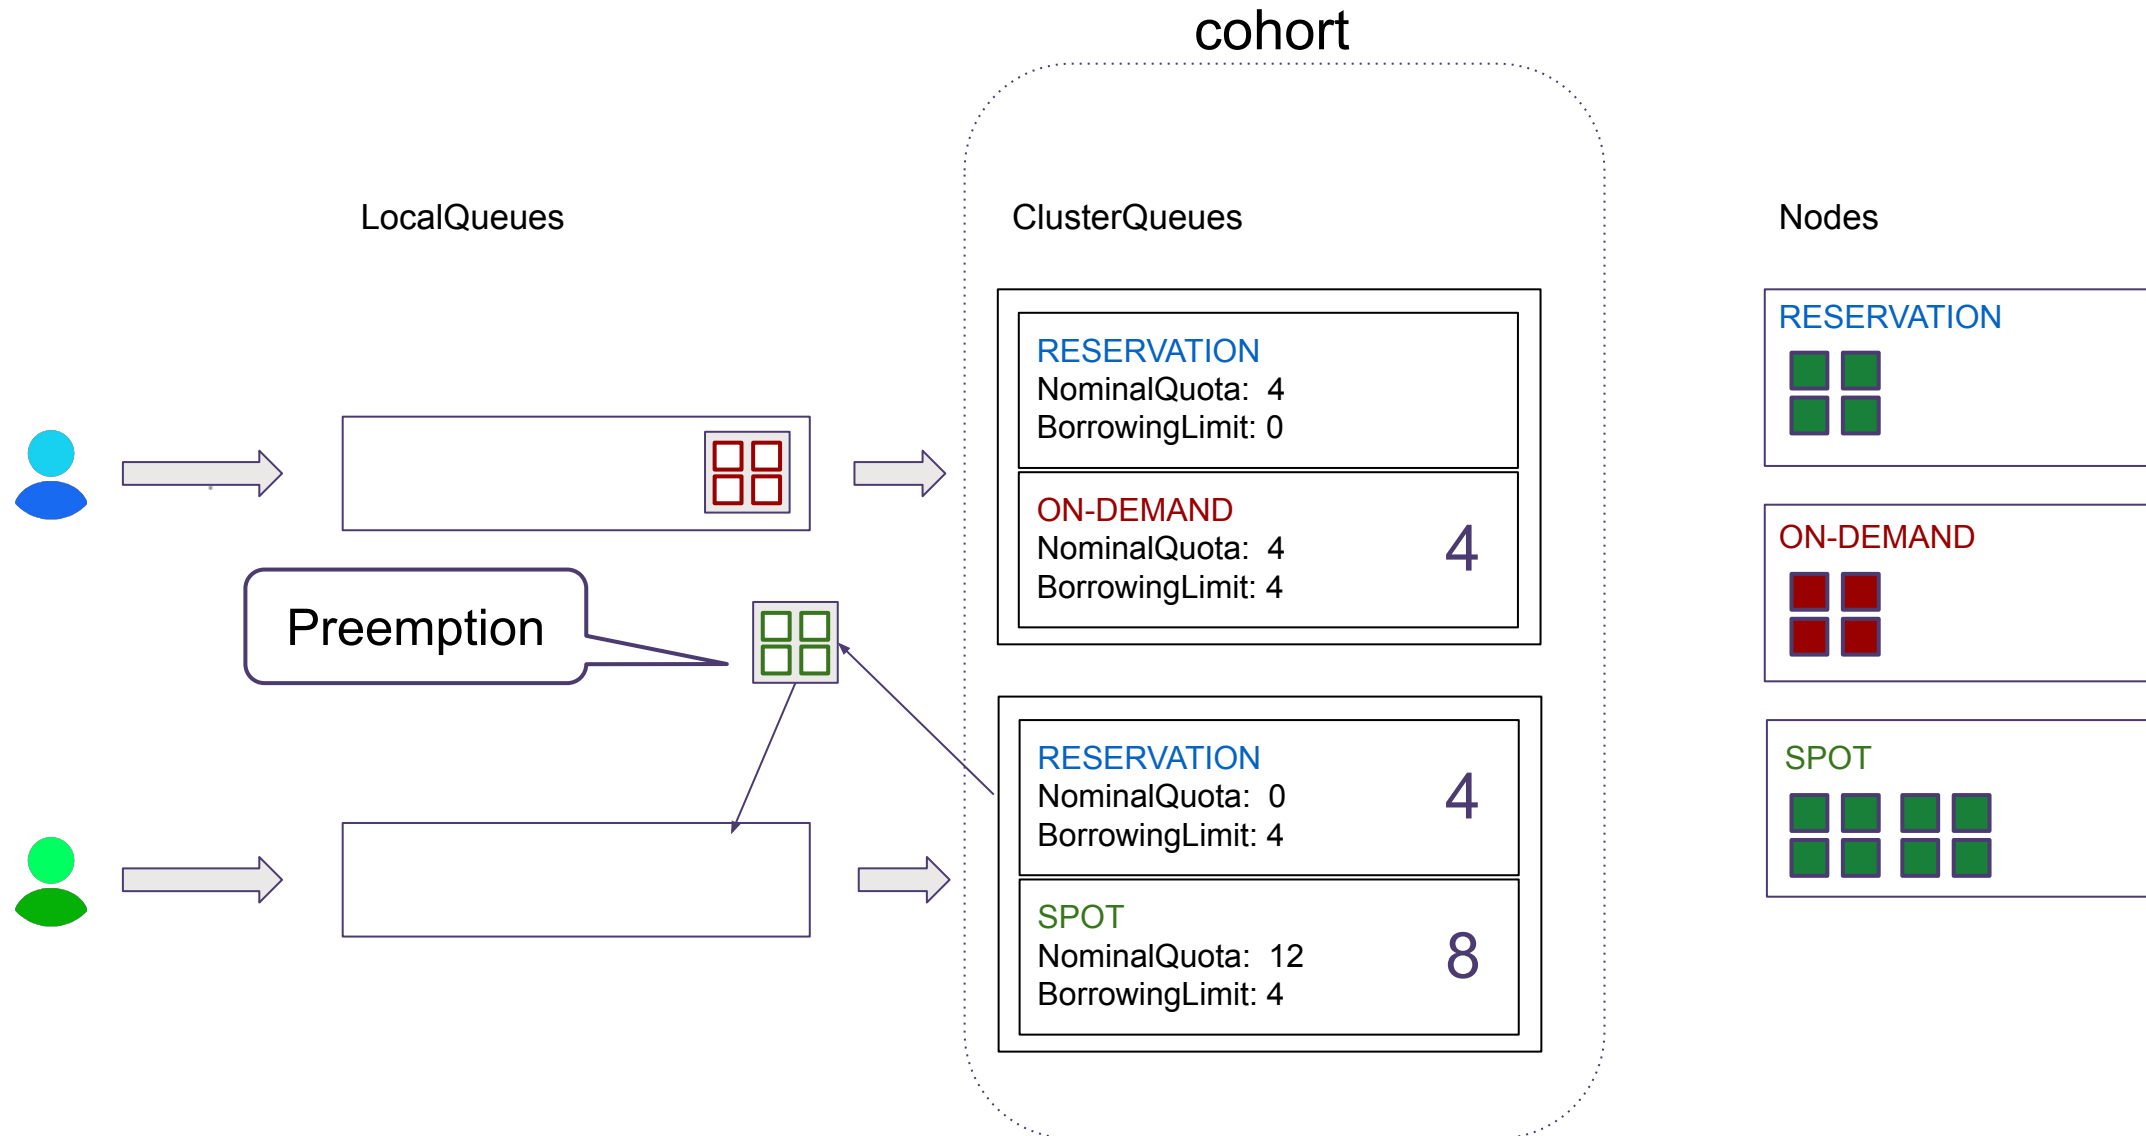 cohort
LocalQueues
ClusterQueues
Nodes
RESERVATION
NominalQuota: 4
BorrowingLimit: 0
ON-DEMAND
NominalQuota: 4
BorrowingLimit: 4
4
Preemption
RESERVATION
NominalQuota: 0
BorrowingLimit: 4
4
SPOT
NominalQuota: 12
BorrowingLimit: 4
8
RESERVATION
ON-DEMAND
SPOT